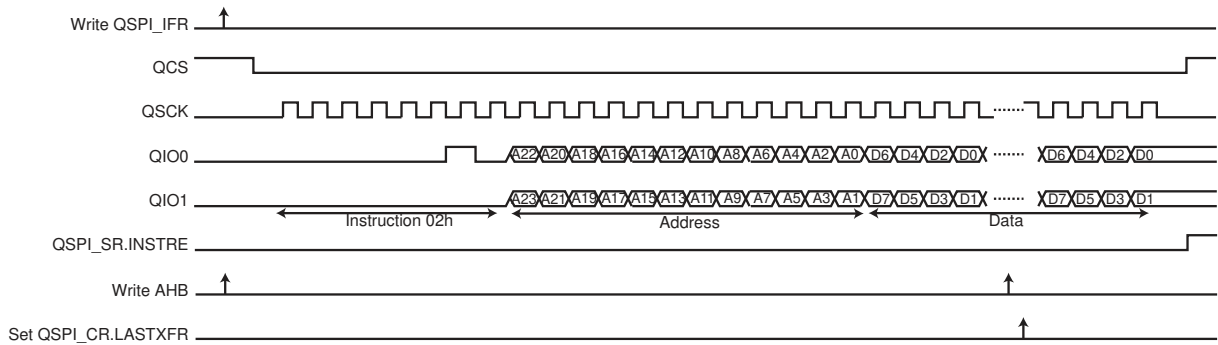 Write QSPI_IFR
QCS
QSCK
QIO0 A22 A20 A18 A16 A14 A12 A10 A8 A6 A4 A2 A0 D6 D4 D2 D0 D6 D4 D2 D0
QIO1 A23 A21 A19 A17 A15 A13 A11 A9 A7 A5 A3 A1 D7 D5 D3 D1 D7 D5 D3 D1
Instruction 02h Address Data
QSPI_SR.INSTRE
Write AHB
Set QSPI_CR.LASTXFR